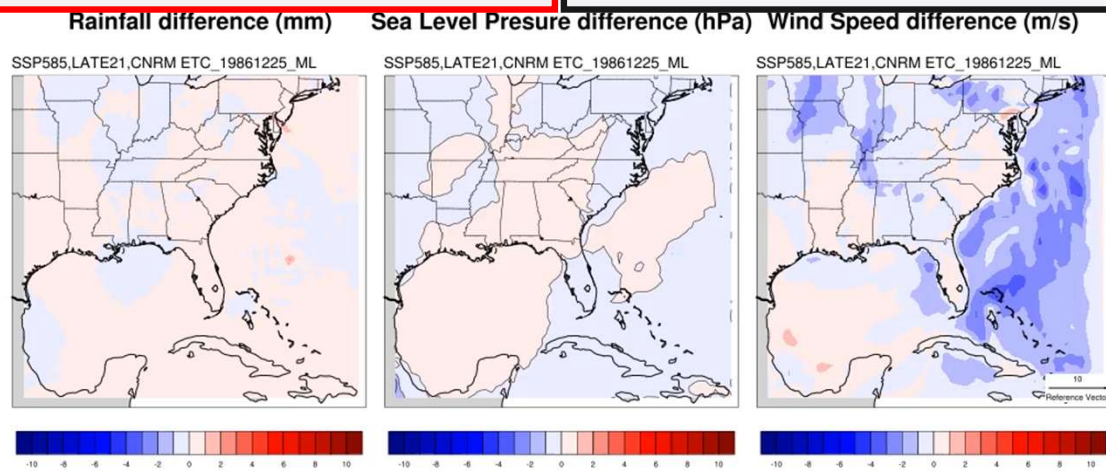 Rainfall difference (mm)
Sea Level Presure difference (hPa)
Wind Speed difference (m/s)
SSP585,LATE21,CNRM ETC_19861225_ML
SSP585,LATE21,CNRM ETC_19861225_ML
SSP585,LATE21,CNRM ETC_19861225_ML
10
Reference Vecto
-10 -8 -6 -4 -2 0 2 4 6 8 10
-10 -8 -6 -4 -2 0 2 4 6 8 10
-10 -8 -6 -4 -2 0 2 4 6 8 10